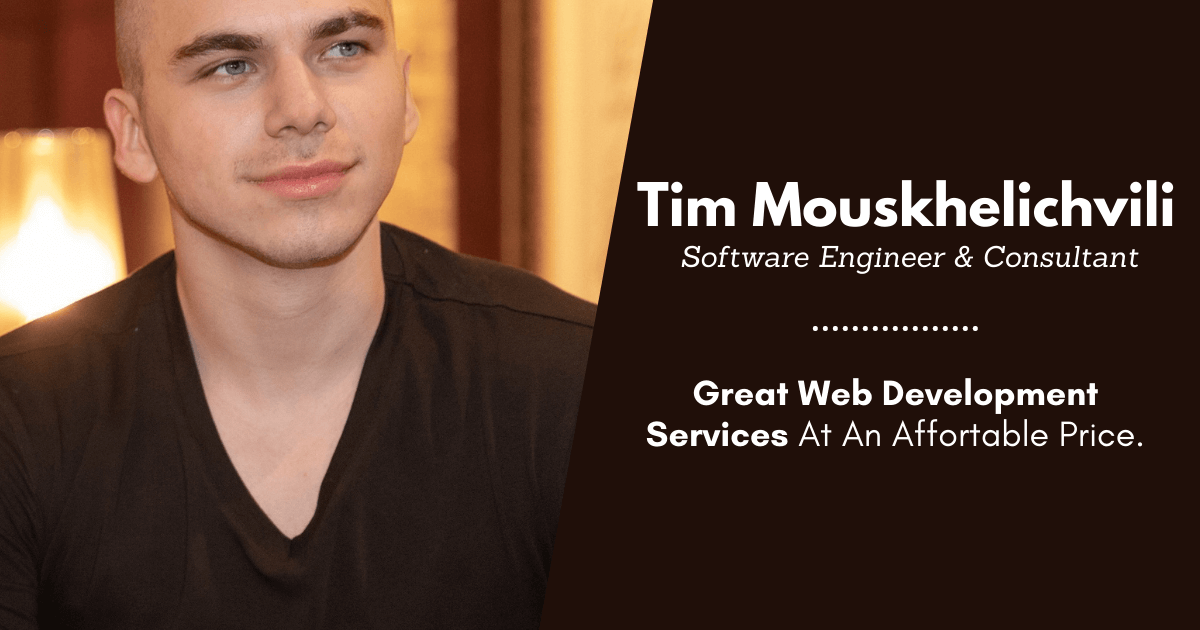 Tim Mouskhelichvili
Software Engineer & Consultant
Great Web Development
Services At An Affortable Price.